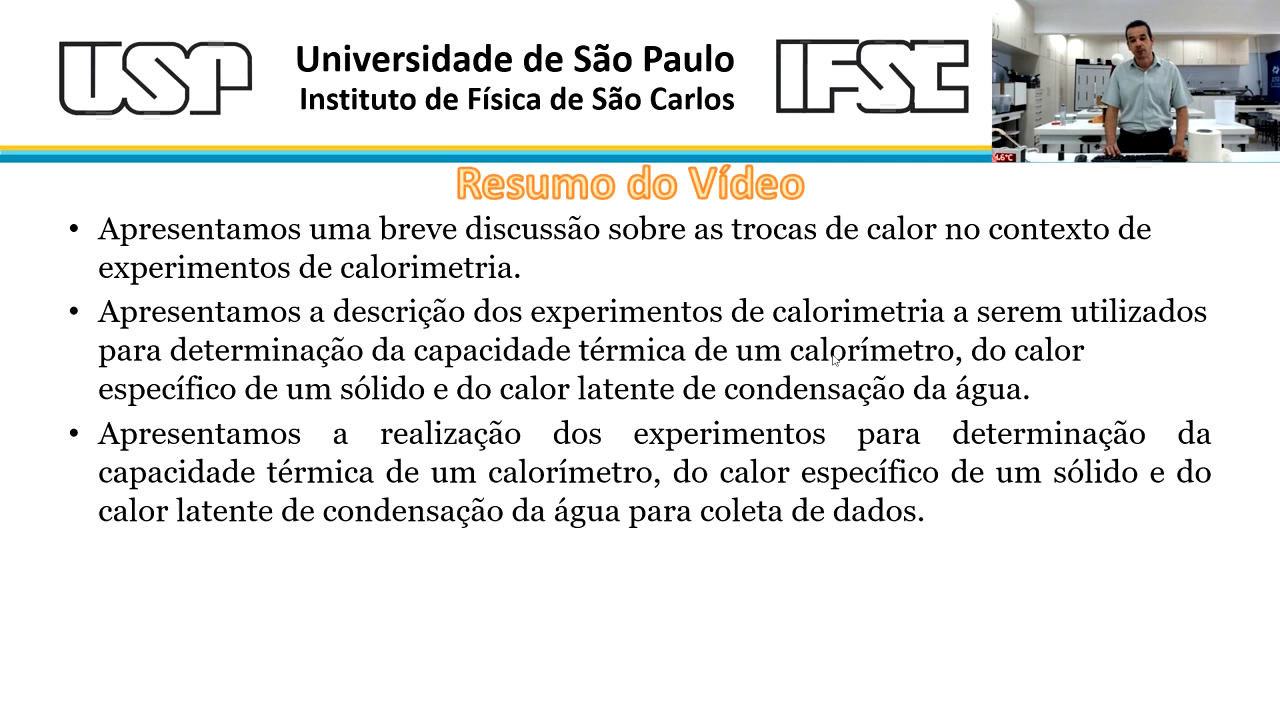 USP
Universidade de São Paulo
Instituto de Física de São Carlos
IFSC
Resumo do Vídeo
• Apresentamos uma breve discussão sobre as trocas de calor no contexto de
experimentos de calorimetria.
• Apresentamos a descrição dos experimentos de calorimetria a serem utilizados
para determinação da capacidade térmica de um calorímetro, do calor
específico de um sólido e do calor latente de condensação da água.
• Apresentamos a realização dos experimentos para determinação da
capacidade térmica de um calorímetro, do calor específico de um sólido e do
calor latente de condensação da água para coleta de dados.